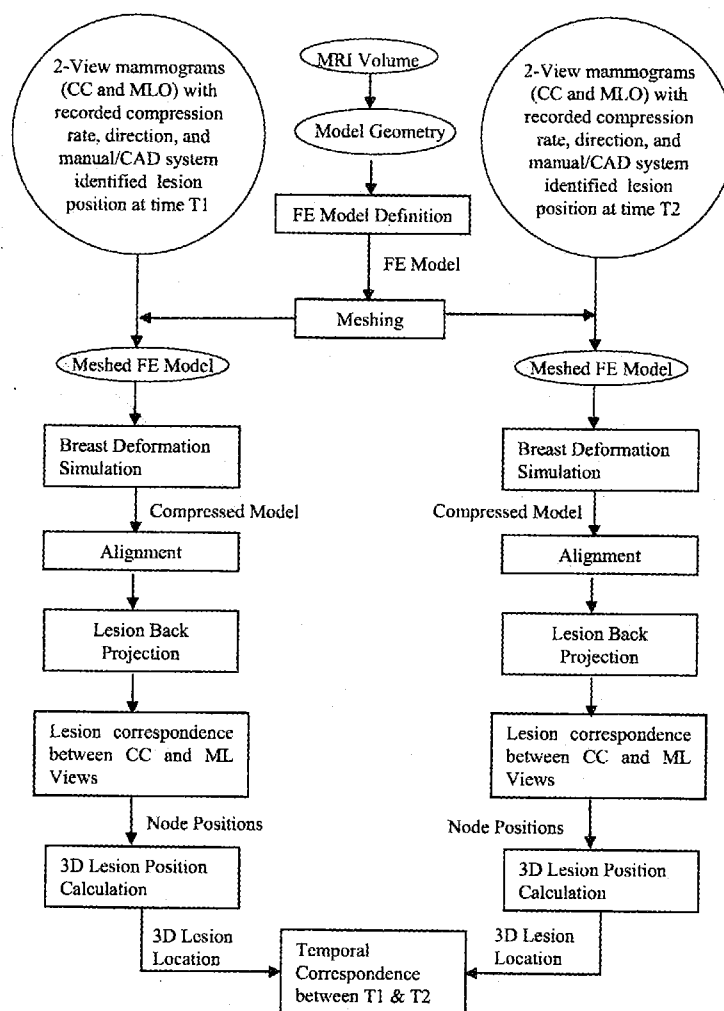 2-View mammograms
(CC and MLO) with
recorded compression
rate, direction, and
manual/CAD system
identified lesion
position at time T1
MRI Volume
Model Geometry
FE Model Definition
FE Model
Meshing
2-View mammograms
(CC and MLO) with
recorded compression
rate, direction, and
manual/CAD system
identified lesion
position at time T2
Meshed FE Model
Breast Deformation
Simulation
Compressed Model
Alignment
Lesion Back
Projection
Lesion correspondence
between CC and ML
Views
Node Positions
3D Lesion Position
Calculation
3D Lesion
Location
Meshed FE Model
Breast Deformation
Simulation
Compressed Model
Alignment
Lesion Back
Projection
Lesion correspondence
between CC and ML
Views
Node Positions
3D Lesion Position
Calculation
3D Lesion
Location
Temporal
Correspondence
between T1 & T2